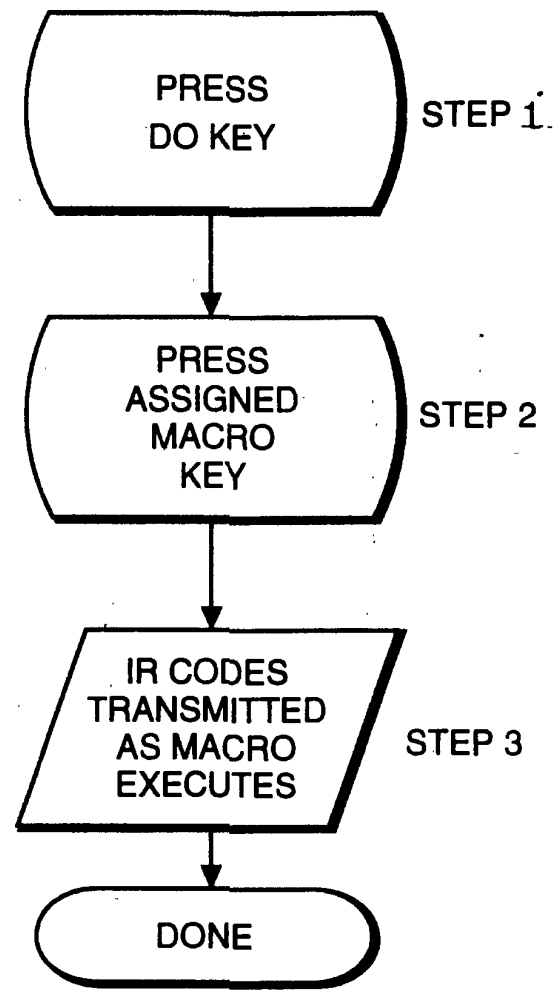 PRESS
DO KEY
STEP 1
PRESS
ASSIGNED
MACRO
KEY
STEP 2
IR CODES
TRANSMITTED
AS MACRO
EXECUTES
STEP 3
DONE